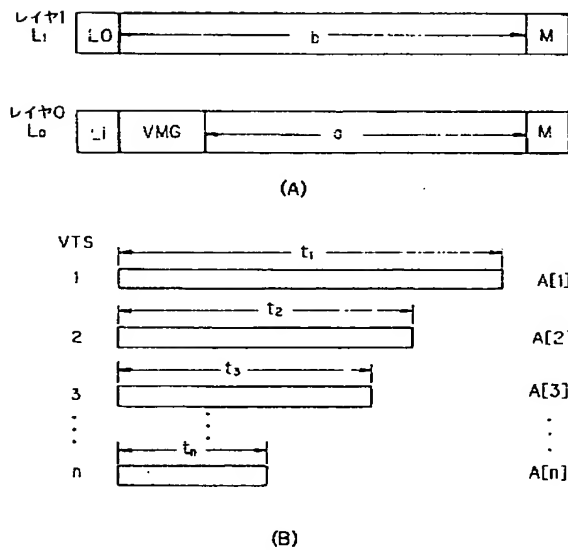 レイヤ1
L1 LO b M
レイヤ0
L0 Li VMG a M
(A)
VTS
t1
1 A[1]
t2
2 A[2]
t3
3 A[3]
tn
n A[n]
(B)